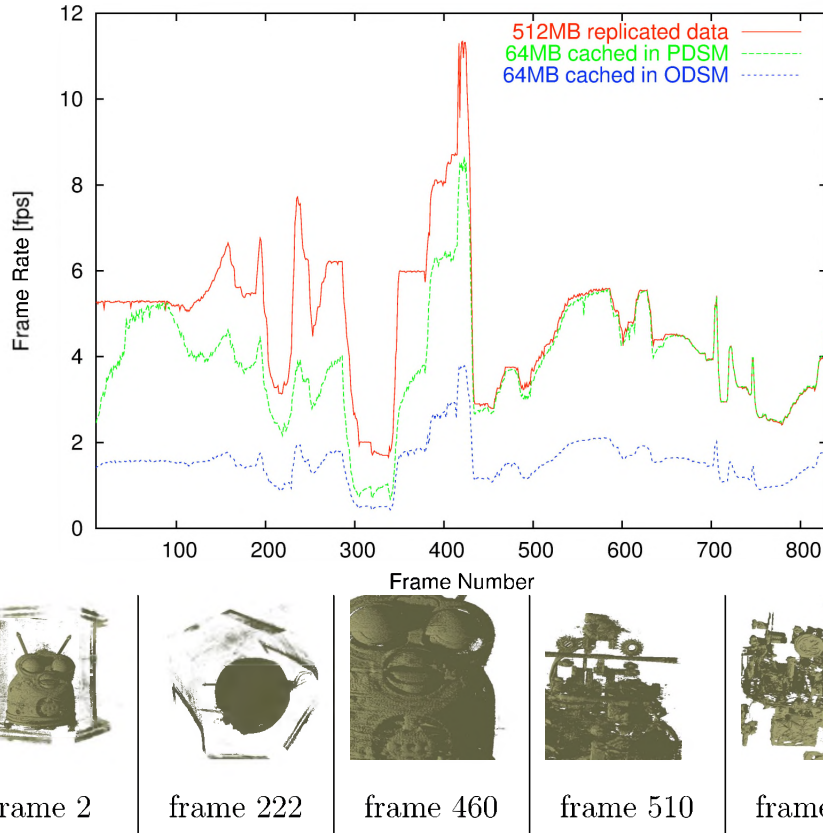 512MB replicated data
64MB cached in PDSM
64MB cached in ODSM
12
10
8
6
4
2
0
Frame Rate [fps]
100 200 300 400 500 600 700 800
Frame Number
rame 2
frame 222
frame 460
frame 510
frame